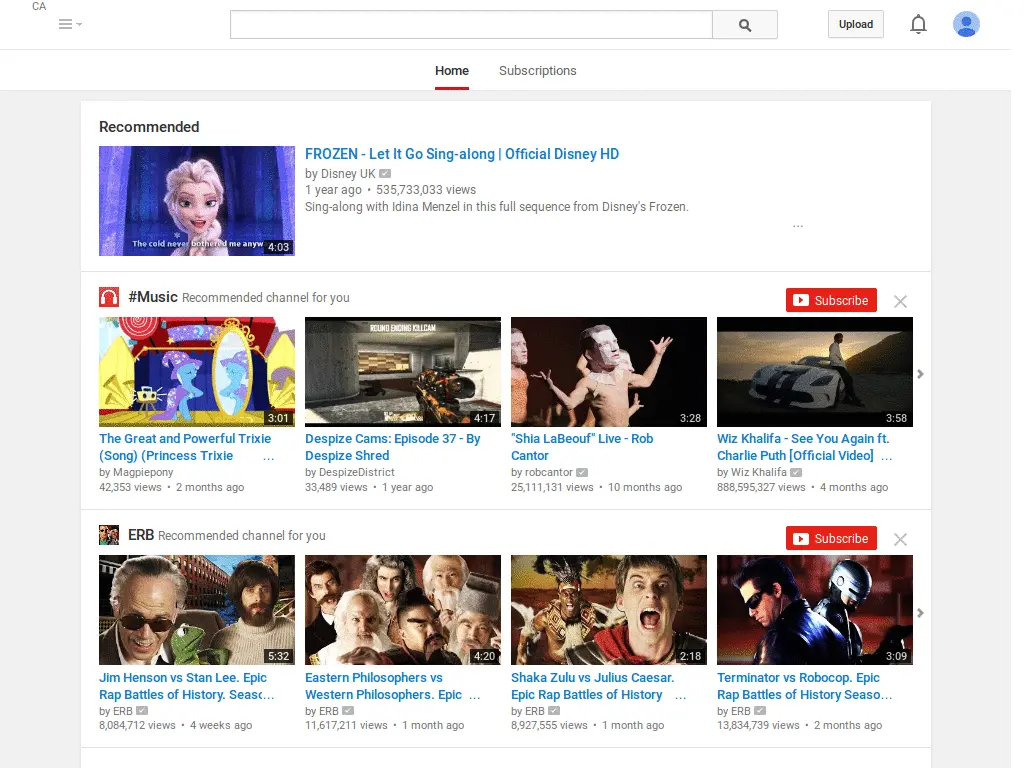 CA
Upload
Home Subscriptions
Recommended
FROZEN - Let It Go Sing-along | Official Disney HD
by Disney UK
1 year ago • 535,733,033 views
Sing-along with Idina Menzel in this full sequence from Disney's Frozen.
...
The cold never bothered me anyw
4:03
#Music Recommended channel for you
Subscribe
3:01
The Great and Powerful Trixie
(Song) (Princess Trixie ...
by Magpiepony
42,353 views • 2 months ago
ROUND ENDING KILLCAM
4:17
Despize Cams: Episode 37 - By
Despize Shred
by DespizeDistrict
33,489 views • 1 year ago
3:28
"Shia LaBeouf" Live - Rob
Cantor
by robcantor
25,111,131 views • 10 months ago
3:58
Wiz Khalifa - See You Again ft.
Charlie Puth [Official Video] ...
by Wiz Khalifa
888,595,327 views • 4 months ago
ERB Recommended channel for you
Subscribe
5:32
Jim Henson vs Stan Lee. Epic
Rap Battles of History. Seasc...
by ERB
8,084,712 views • 4 weeks ago
4:20
Eastern Philosophers vs
Western Philosophers. Epic ...
by ERB
11,617,211 views • 1 month ago
2:18
Shaka Zulu vs Julius Caesar.
Epic Rap Battles of History ...
by ERB
8,927,555 views • 1 month ago
3:09
Terminator vs Robocop. Epic
Rap Battles of History Seaso...
by ERB
13,834,739 views • 2 months ago